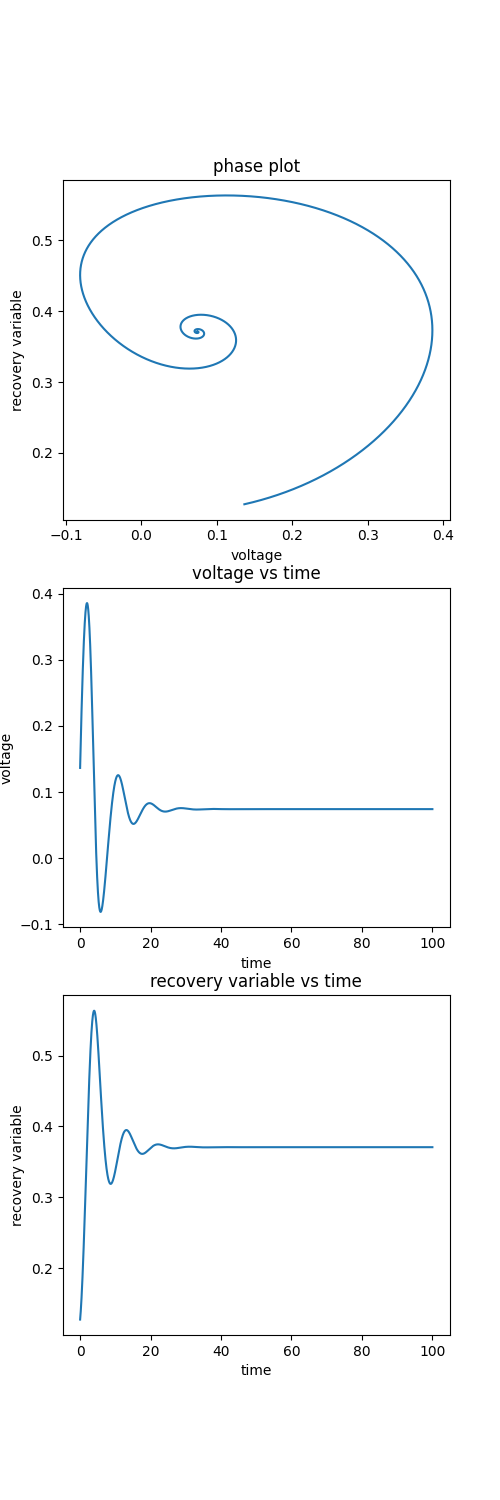 phase plot
0.5
0.4
0.3
0.2
recovery variable
−0.1 0.0 0.1 0.2 0.3 0.4
voltage
voltage vs time
0.4
0.3
0.2
0.1
0.0
−0.1
voltage
0 20 40 60 80 100
time
recovery variable vs time
0.5
0.4
0.3
0.2
recovery variable
0 20 40 60 80 100
time